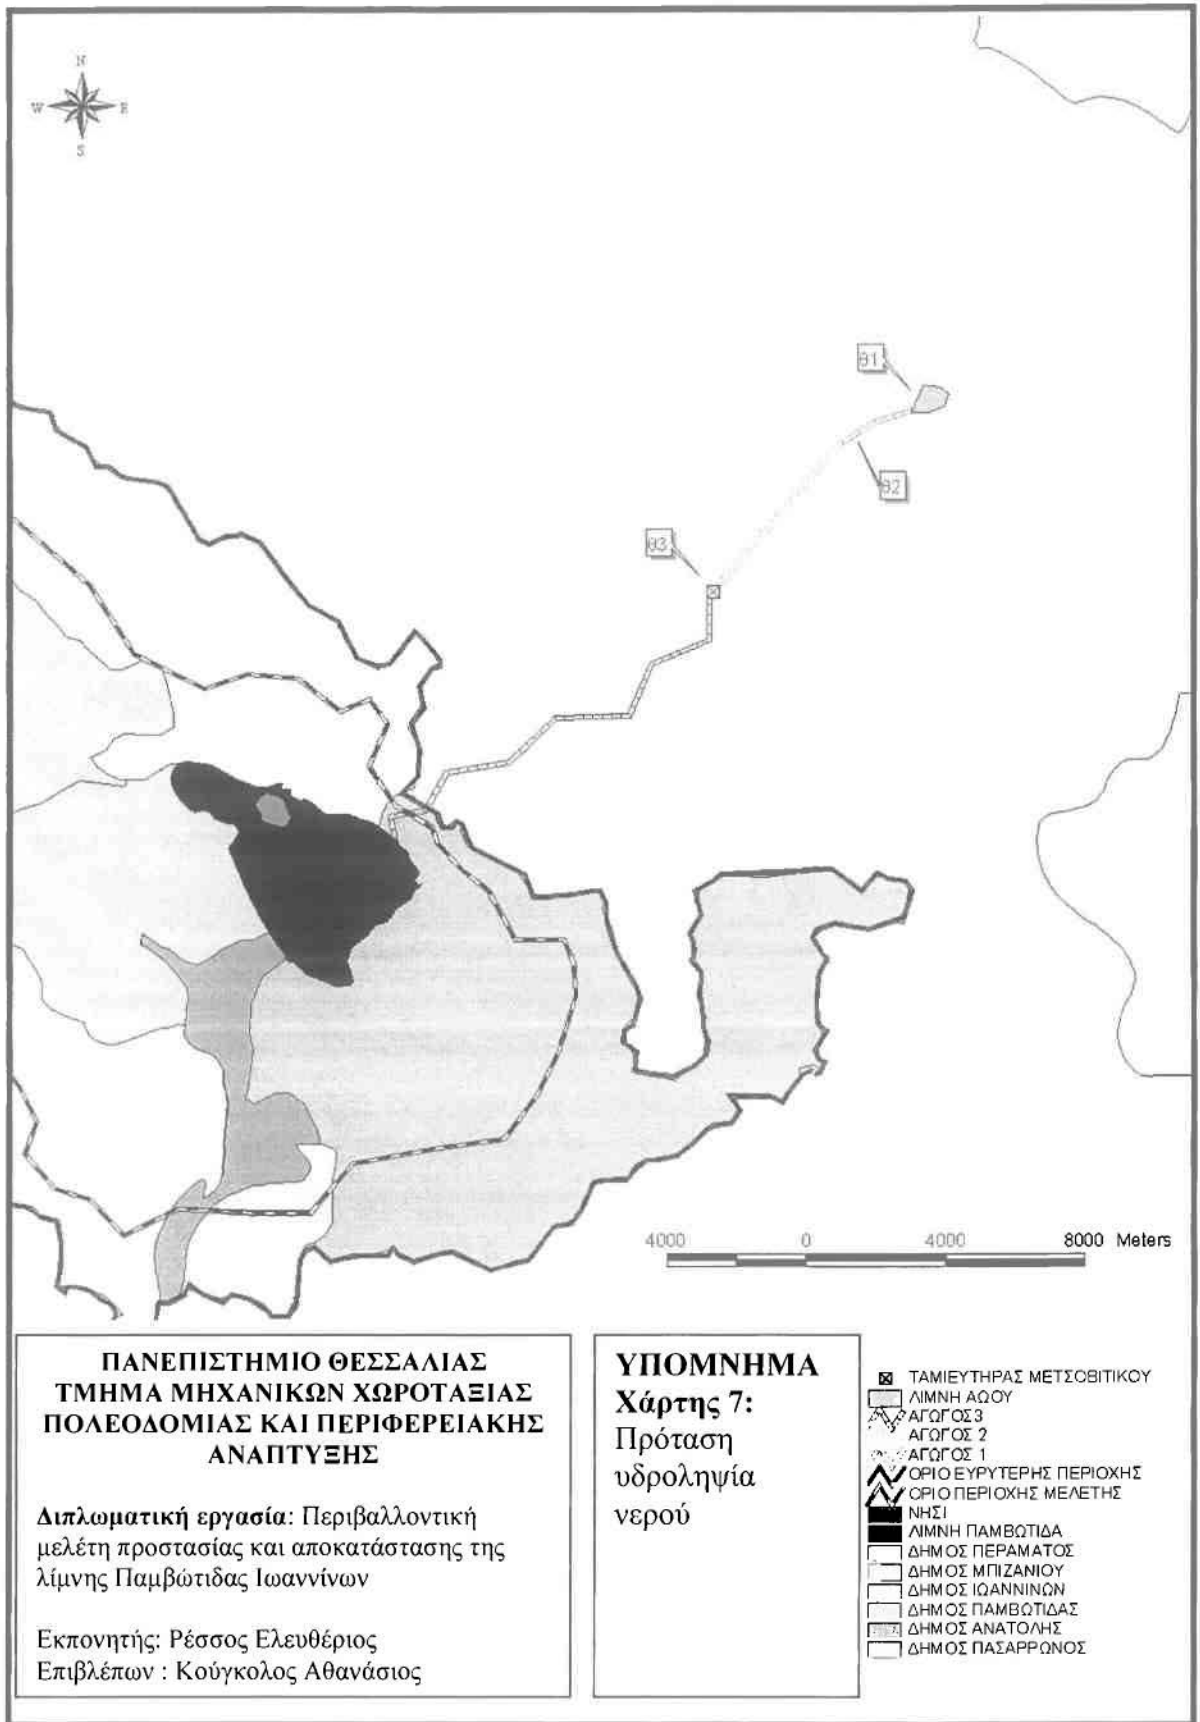 N
W E
S
θ1
θ2
θ3
4000 0 4000 8000 Meters
ΠΑΝΕΠΙΣΤΗΜΙΟ ΘΕΣΣΑΛΙΑΣ
ΤΜΗΜΑ ΜΗΧΑΝΙΚΩΝ ΧΩΡΟΤΑΞΙΑΣ
ΠΟΛΕΟΔΟΜΙΑΣ ΚΑΙ ΠΕΡΙΦΕΡΕΙΑΚΗΣ
ΑΝΑΠΤΥΞΗΣ
Διπλωματική εργασία: Περιβαλλοντική
μελέτη προστασίας και αποκατάστασης της
λίμνης Παμβώτιδας Ιωαννίνων
Εκπονητής: Ρέσσος Ελευθέριος
Επιβλέπων : Κούγκολος Αθανάσιος
ΥΠΟΜΝΗΜΑ
Χάρτης 7:
Πρόταση
υδροληψία
νερού
ΤΑΜΙΕΥΤΗΡΑΣ ΜΕΤΣΟΒΙΤΙΚΟΥ
ΛΙΜΝΗ ΑΩΟΥ
ΑΓΩΓΟΣ 3
ΑΓΩΓΟΣ 2
ΑΓΩΓΟΣ 1
ΟΡΙΟ ΕΥΡΥΤΕΡΗΣ ΠΕΡΙΟΧΗΣ
ΟΡΙΟ ΠΕΡΙΟΧΗΣ ΜΕΛΕΤΗΣ
ΝΗΣΙ
ΛΙΜΝΗ ΠΑΜΒΩΤΙΔΑ
ΔΗΜΟΣ ΠΕΡΑΜΑΤΟΣ
ΔΗΜΟΣ ΜΠΙΖΑΝΙΟΥ
ΔΗΜΟΣ ΙΩΑΝΝΙΝΩΝ
ΔΗΜΟΣ ΠΑΜΒΩΤΙΔΑΣ
ΔΗΜΟΣ ΑΝΑΤΟΛΗΣ
ΔΗΜΟΣ ΠΑΣΑΡΡΩΝΟΣ